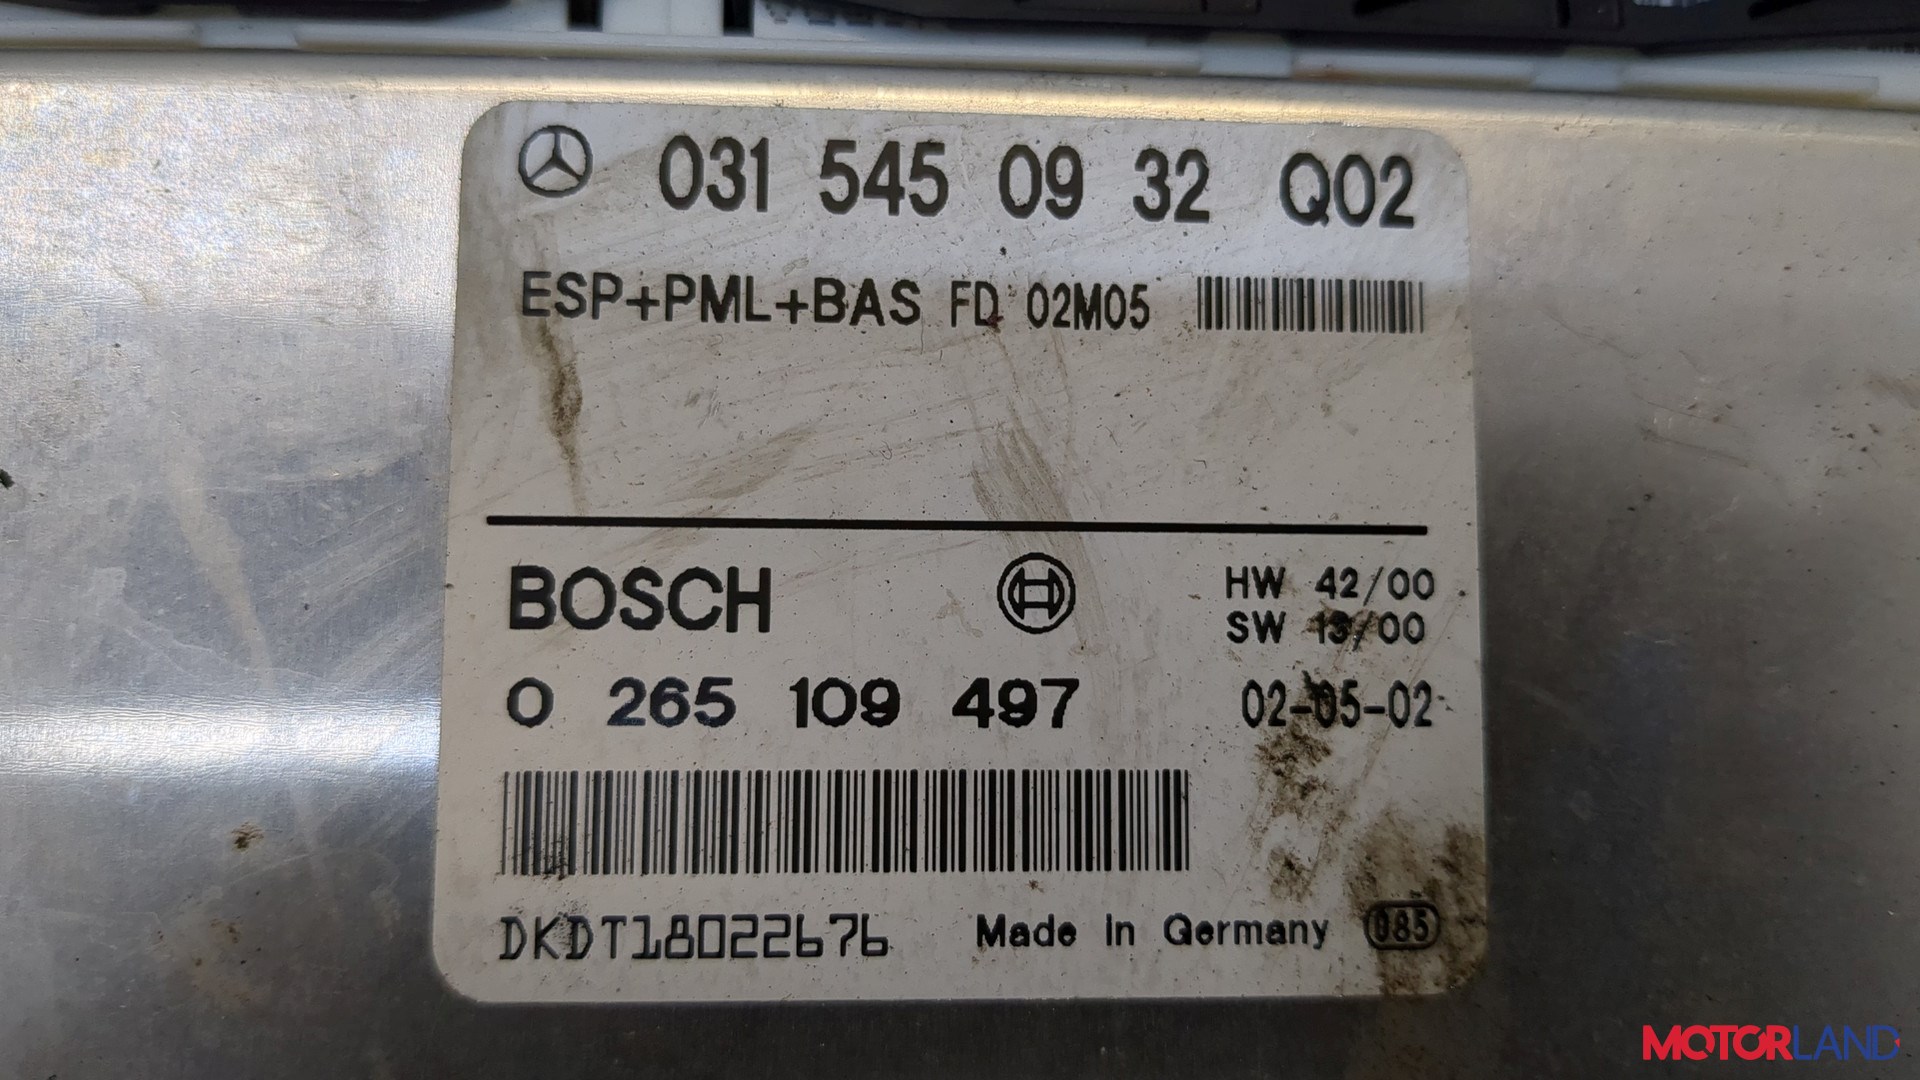 031 545 09 32 Q02
ESP+PML+BAS FD 02M05
BOSCH
HW 42/00
SW 13/00
0 265 109 497
02-05-02
DKDT18022676
Made in Germany
085
MOTORLAND